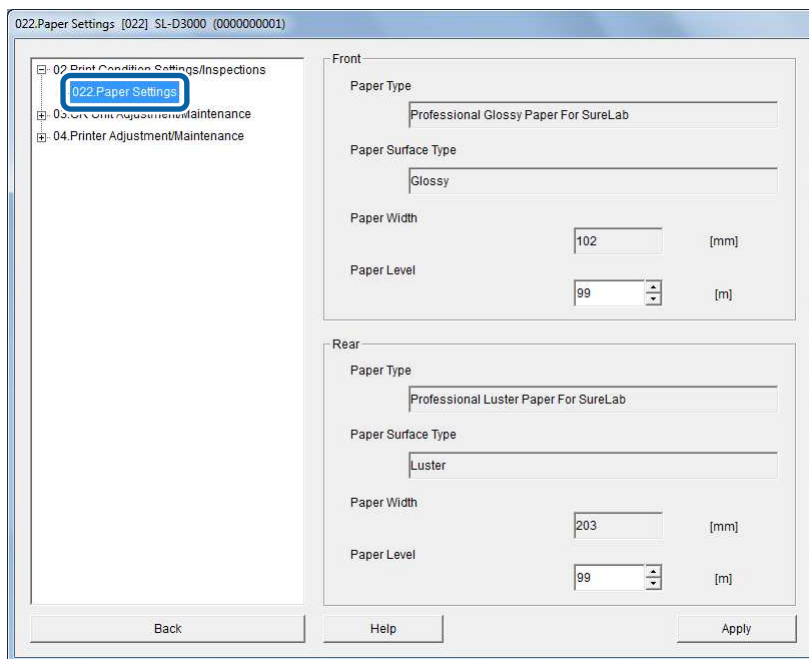 022.Paper Settings [022] SL-D3000 (0000000001)
02.Print Condition Settings/Inspections
022.Paper Settings
03.CR Unit Adjustment/Maintenance
04.Printer Adjustment/Maintenance
Front
Paper Type
Professional Glossy Paper For SureLab
Paper Surface Type
Glossy
Paper Width
102 [mm]
Paper Level
99 [m]
Rear
Paper Type
Professional Luster Paper For SureLab
Paper Surface Type
Luster
Paper Width
203 [mm]
Paper Level
99 [m]
Back
Help
Apply